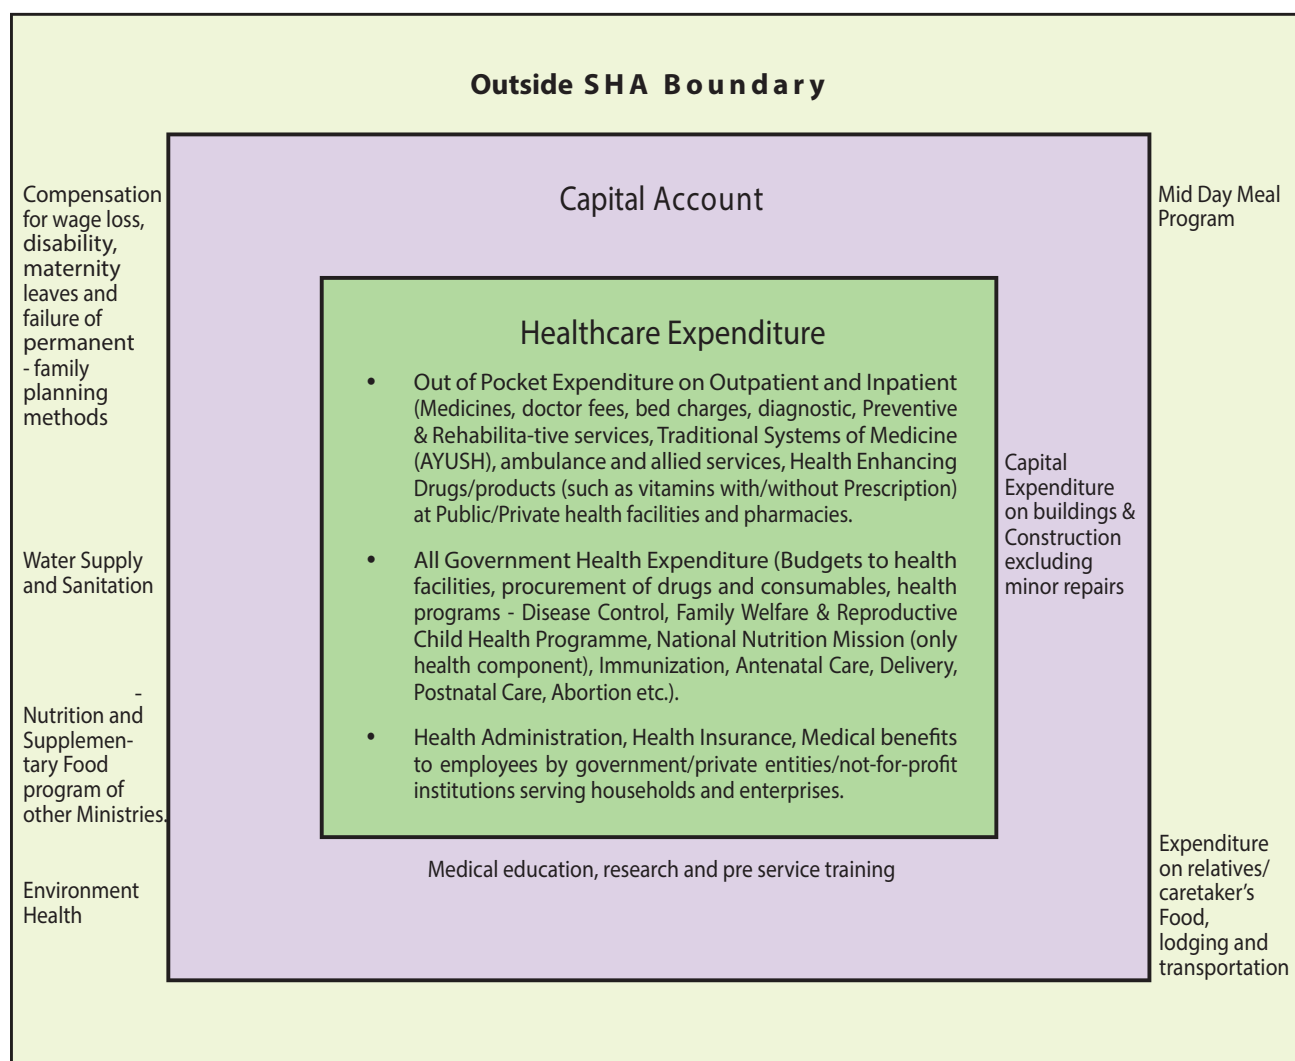 Outside SHA Boundary
Compensation
for wage loss,
disability,
maternity
leaves and
failure of
permanent
- family
planning
methods
Water Supply
and Sanitation
-
Nutrition and
Supplemen-
tary Food
program of
other Ministries.
Environment
Health
Capital Account
Healthcare Expenditure
• Out of Pocket Expenditure on Outpatient and Inpatient
(Medicines, doctor fees, bed charges, diagnostic, Preventive
& Rehabilita-tive services, Traditional Systems of Medicine
(AYUSH), ambulance and allied services, Health Enhancing
Drugs/products (such as vitamins with/without Prescription)
at Public/Private health facilities and pharmacies.
• All Government Health Expenditure (Budgets to health
facilities, procurement of drugs and consumables, health
programs - Disease Control, Family Welfare & Reproductive
Child Health Programme, National Nutrition Mission (only
health component), Immunization, Antenatal Care, Delivery,
Postnatal Care, Abortion etc.).
• Health Administration, Health Insurance, Medical benefits
to employees by government/private entities/not-for-profit
institutions serving households and enterprises.
Capital
Expenditure
on buildings &
Construction
excluding
minor repairs
Medical education, research and pre service training
Mid Day Meal
Program
Expenditure
on relatives/
caretaker's
Food,
lodging and
transportation